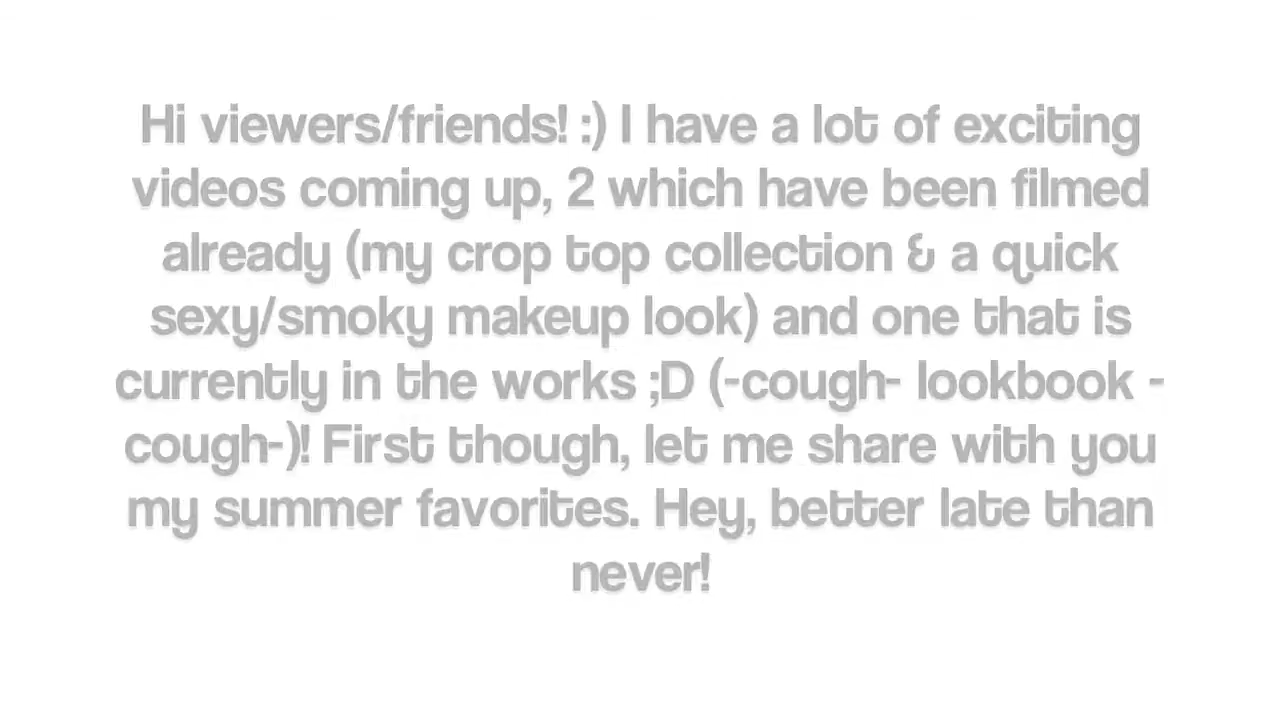 Hi viewers/friends! :) I have a lot of exciting
videos coming up, 2 which have been filmed
already (my crop top collection & a quick
sexy/smoky makeup look) and one that is
currently in the works ;D (-cough- lookbook -
cough-)! First though, let me share with you
my summer favorites. Hey, better late than
never!